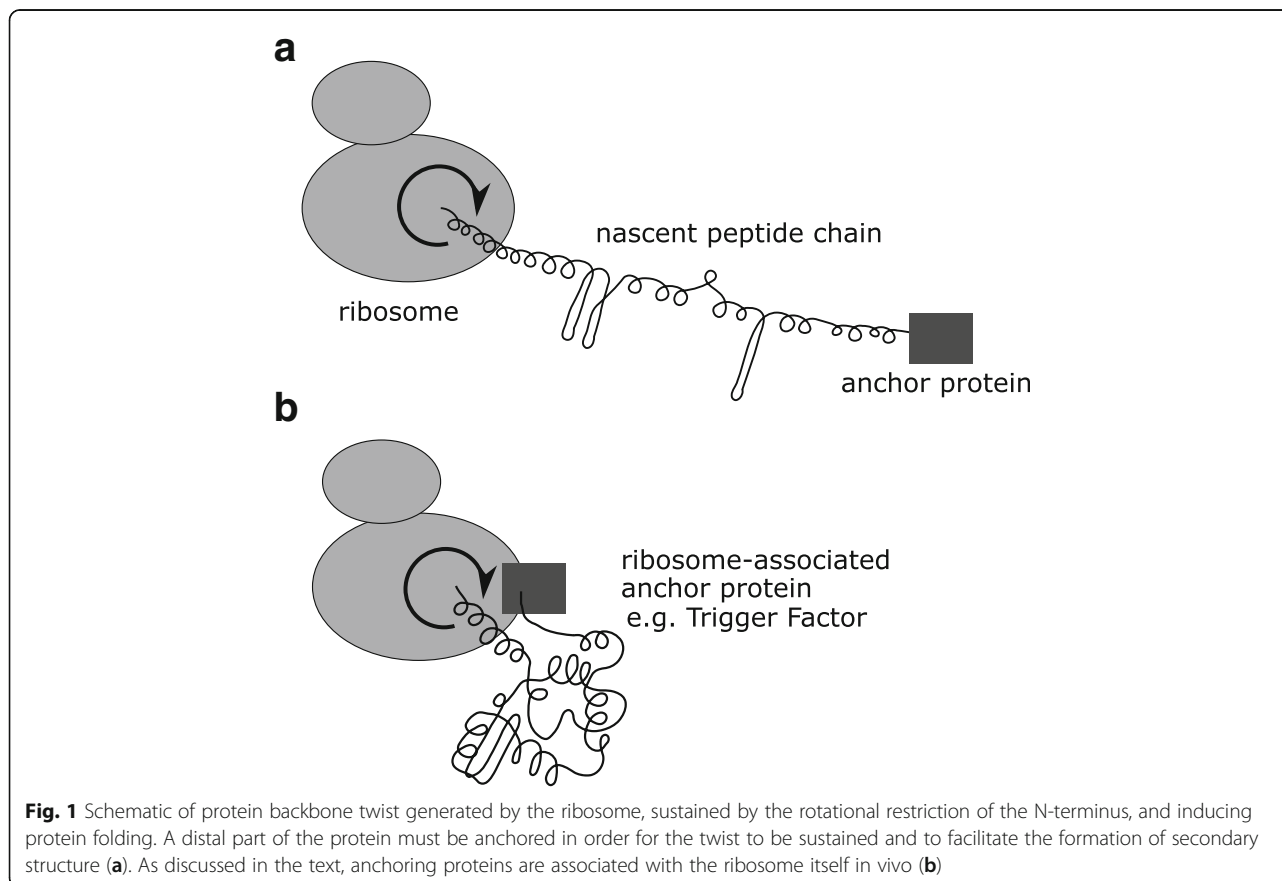 a
nascent peptide chain
ribosome
anchor protein
b
ribosome-associated
anchor protein
e.g. Trigger Factor
Fig. 1 Schematic of protein backbone twist generated by the ribosome, sustained by the rotational restriction of the N-terminus, and inducing
protein folding. A distal part of the protein must be anchored in order for the twist to be sustained and to facilitate the formation of secondary
structure (a). As discussed in the text, anchoring proteins are associated with the ribosome itself in vivo (b)